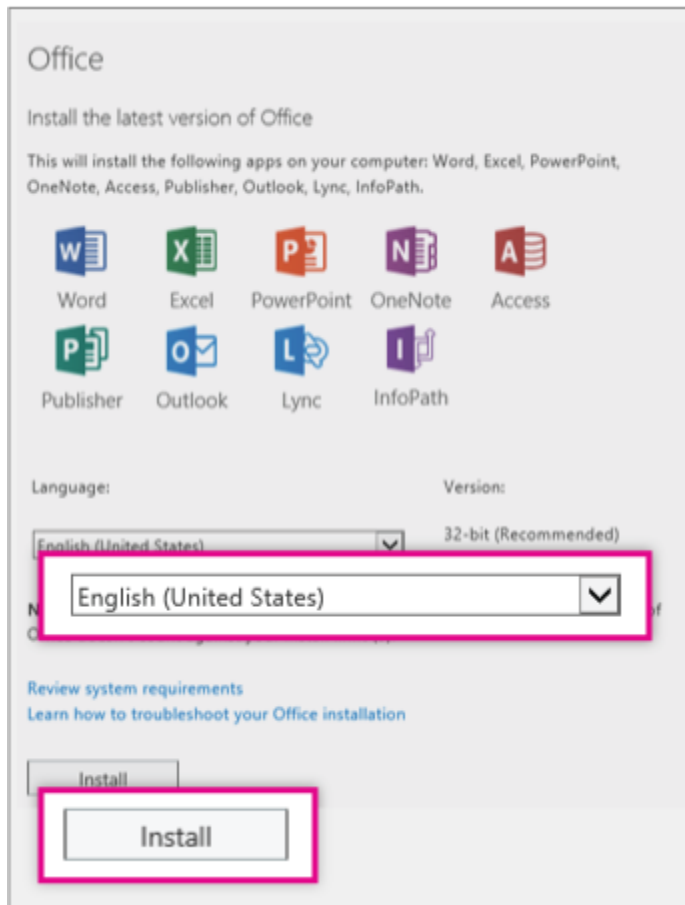 Office
Install the latest version of Office
This will install the following apps on your computer: Word, Excel, PowerPoint,
OneNote, Access, Publisher, Outlook, Lync, InfoPath.
W X P N A
Word Excel PowerPoint OneNote Access
P O L I
Publisher Outlook Lync InfoPath
Language: Version:
English (United States) 32-bit (Recommended)
English (United States)
of
Review system requirements
Learn how to troubleshoot your Office installation
Install
Install